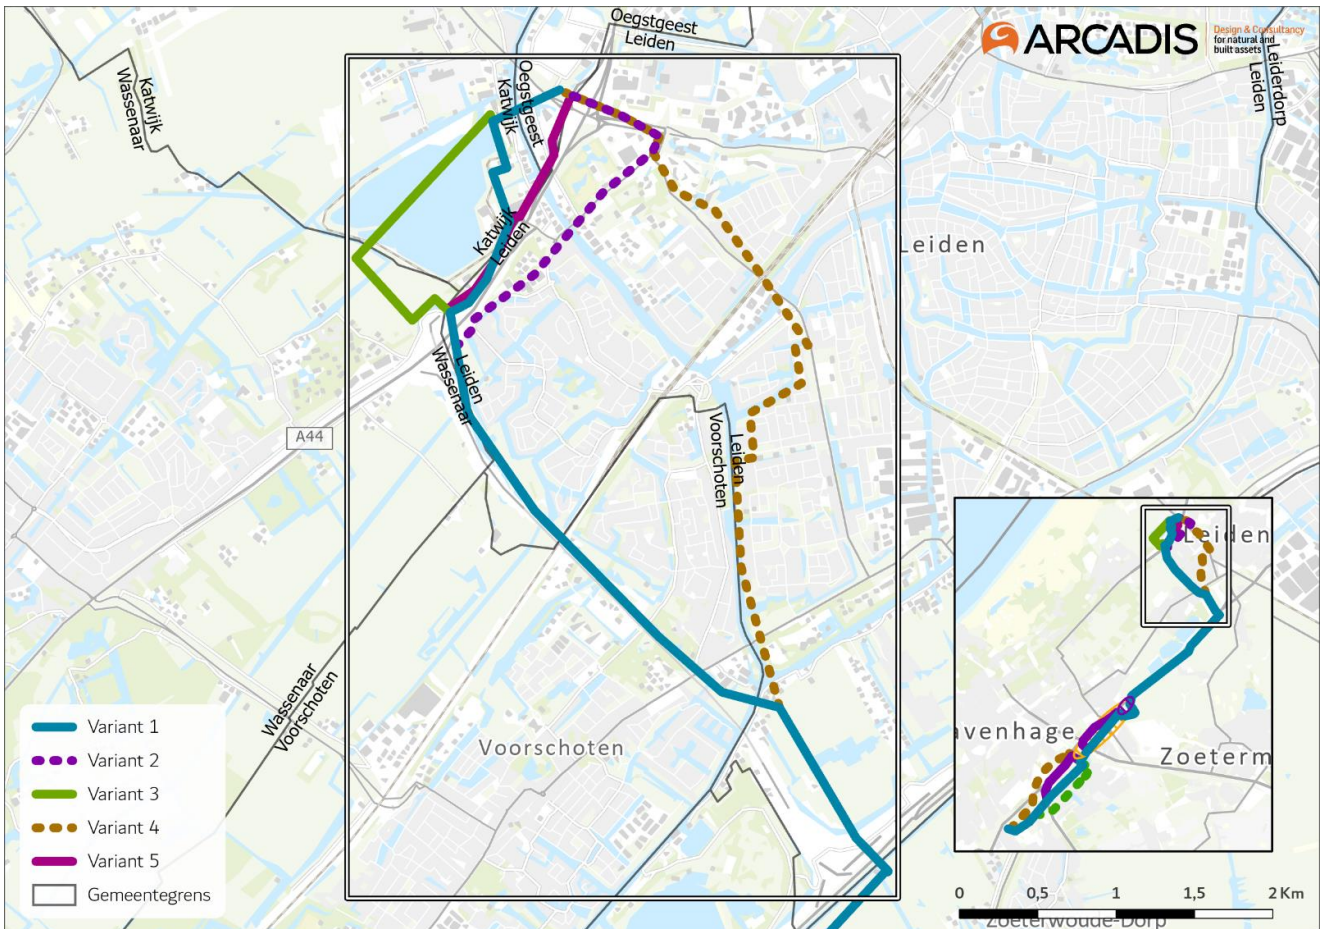 Oegstgeest
Leiden
ARCADIS
Design & Consultancy
for natural and
built assets
Leiderdorp
Leiden
Katwijk
Wassenaar
Oegstgeest
Katwijk
Katwijk
Leiden
Leiden
Leiden
Wassenaar
A44
Leiden
Voorschoten
Wassenaar
Voorschoten
Voorschoten
Variant 1
Variant 2
Variant 3
Variant 4
Variant 5
Gemeentegrens
Leiden
avenhage
Zoeterm
0 0,5 1 1,5 2 Km
Zoeterwoude-Dorp